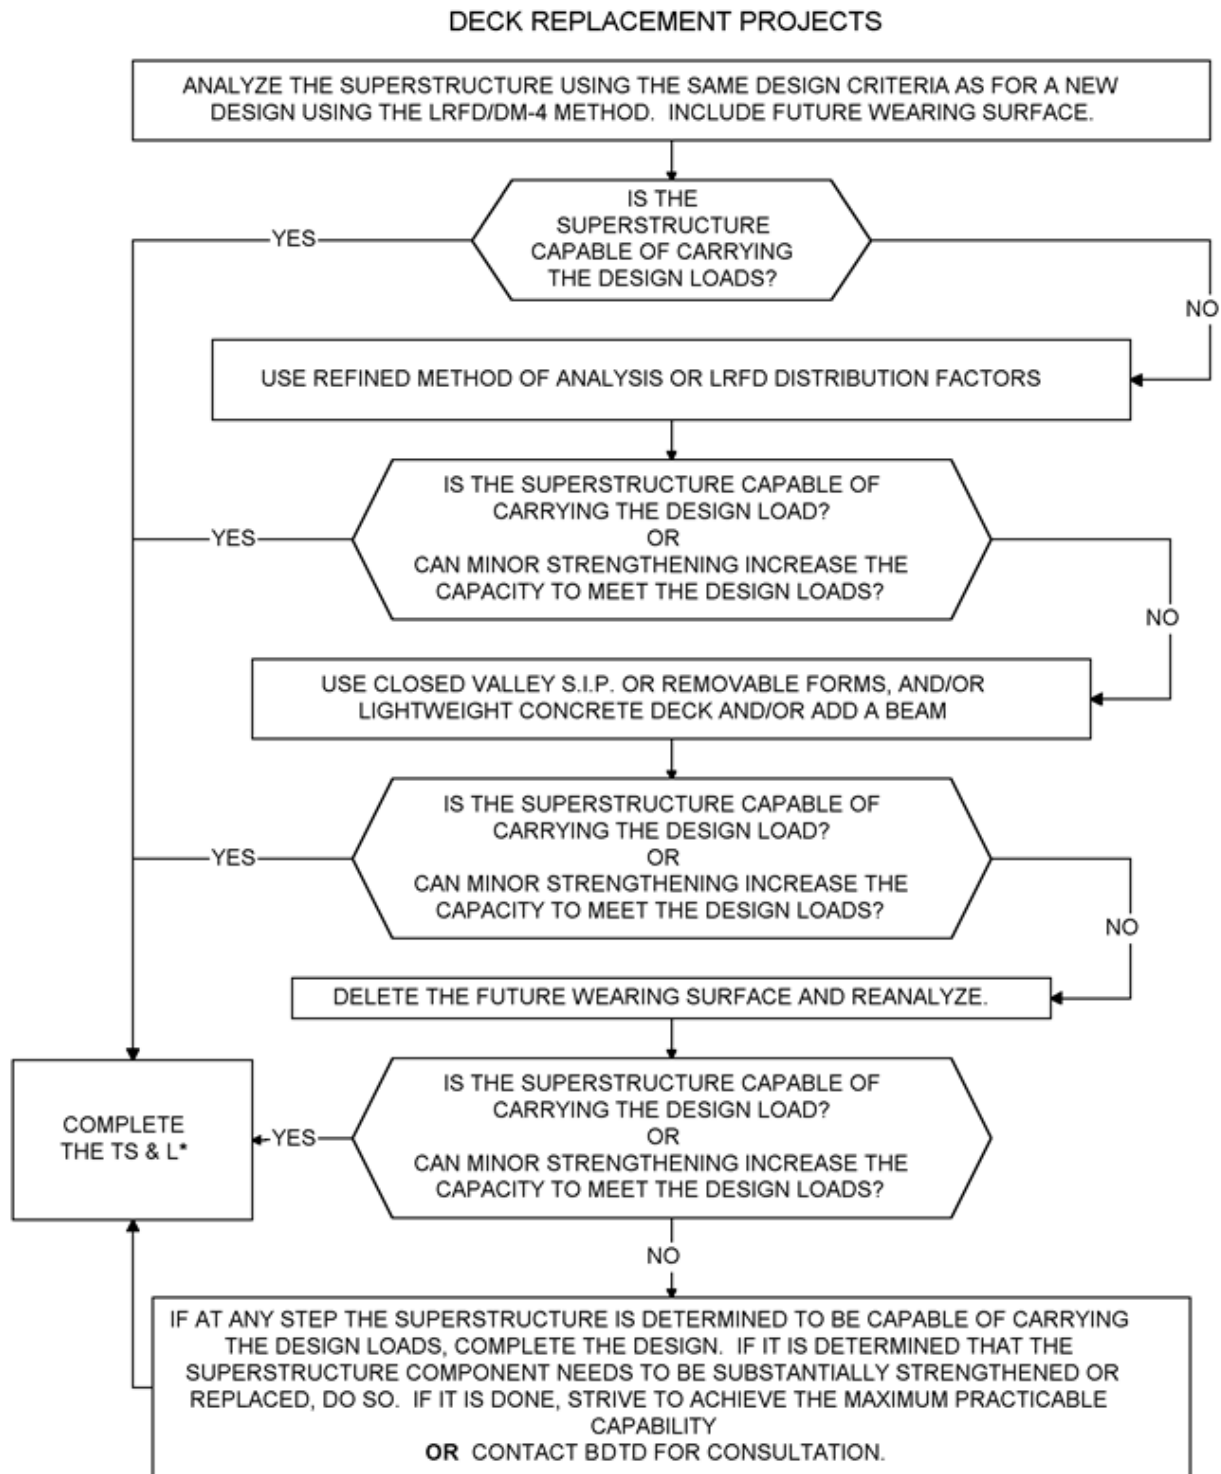 DECK REPLACEMENT PROJECTS
ANALYZE THE SUPERSTRUCTURE USING THE SAME DESIGN CRITERIA AS FOR A NEW
DESIGN USING THE LRFD/DM-4 METHOD.  INCLUDE FUTURE WEARING SURFACE.
IS THE
SUPERSTRUCTURE
CAPABLE OF CARRYING
THE DESIGN LOADS?
YES
NO
USE REFINED METHOD OF ANALYSIS OR LRFD DISTRIBUTION FACTORS
IS THE SUPERSTRUCTURE CAPABLE OF
CARRYING THE DESIGN LOAD?
OR
CAN MINOR STRENGTHENING INCREASE THE
CAPACITY TO MEET THE DESIGN LOADS?
YES
NO
USE CLOSED VALLEY S.I.P. OR REMOVABLE FORMS, AND/OR
LIGHTWEIGHT CONCRETE DECK AND/OR ADD A BEAM
IS THE SUPERSTRUCTURE CAPABLE OF
CARRYING THE DESIGN LOAD?
OR
CAN MINOR STRENGTHENING INCREASE THE
CAPACITY TO MEET THE DESIGN LOADS?
YES
NO
DELETE THE FUTURE WEARING SURFACE AND REANALYZE.
IS THE SUPERSTRUCTURE CAPABLE OF
CARRYING THE DESIGN LOAD?
OR
CAN MINOR STRENGTHENING INCREASE THE
CAPACITY TO MEET THE DESIGN LOADS?
YES
COMPLETE
THE TS & L*
NO
IF AT ANY STEP THE SUPERSTRUCTURE IS DETERMINED TO BE CAPABLE OF CARRYING
THE DESIGN LOADS, COMPLETE THE DESIGN.  IF IT IS DETERMINED THAT THE
SUPERSTRUCTURE COMPONENT NEEDS TO BE SUBSTANTIALLY STRENGTHENED OR
REPLACED, DO SO.  IF IT IS DONE, STRIVE TO ACHIEVE THE MAXIMUM PRACTICABLE
CAPABILITY
OR  CONTACT BDTD FOR CONSULTATION.